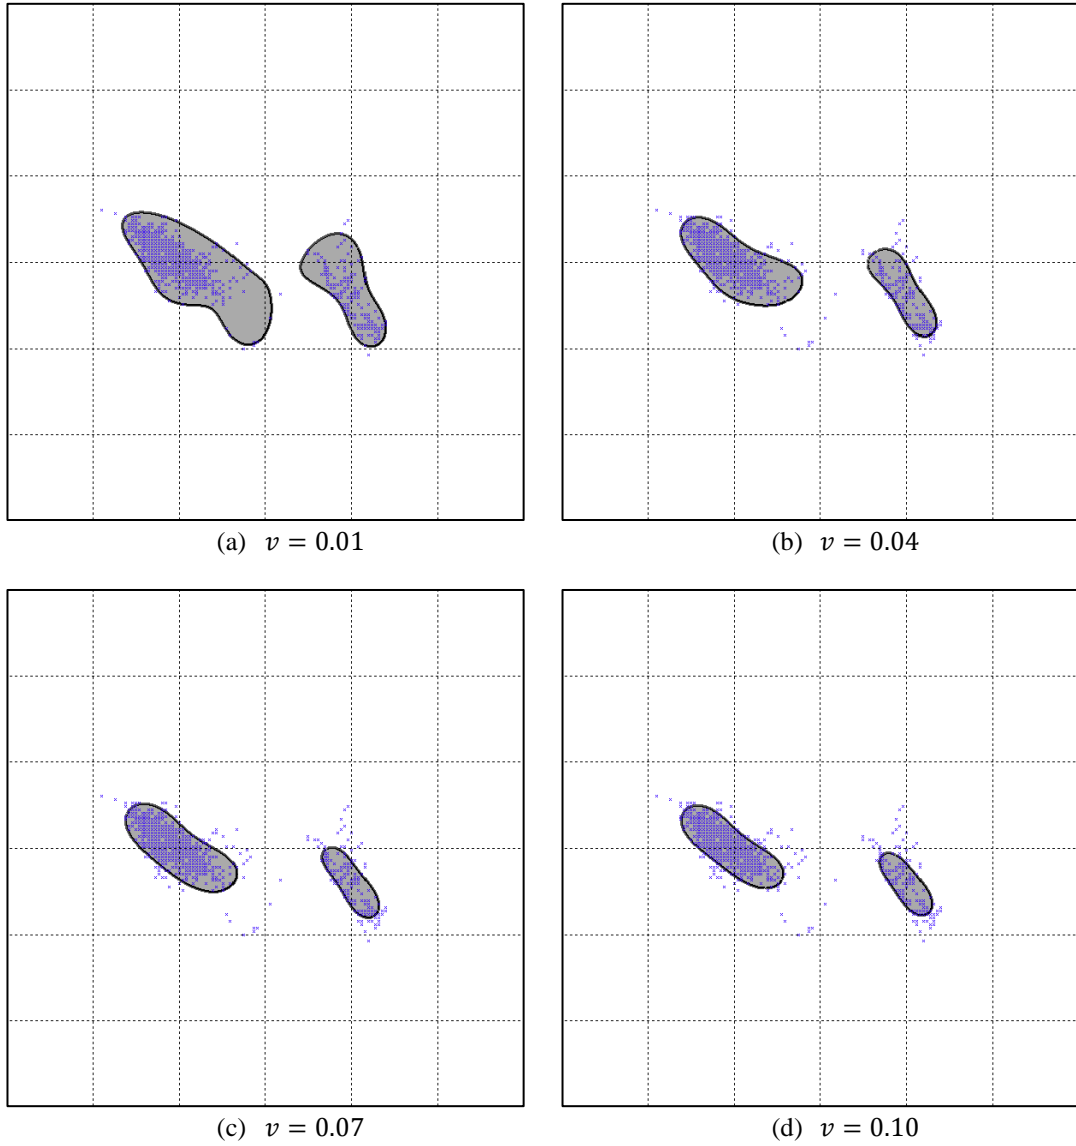 (a) v = 0.01
(b) v = 0.04
(c) v = 0.07
(d) v = 0.10